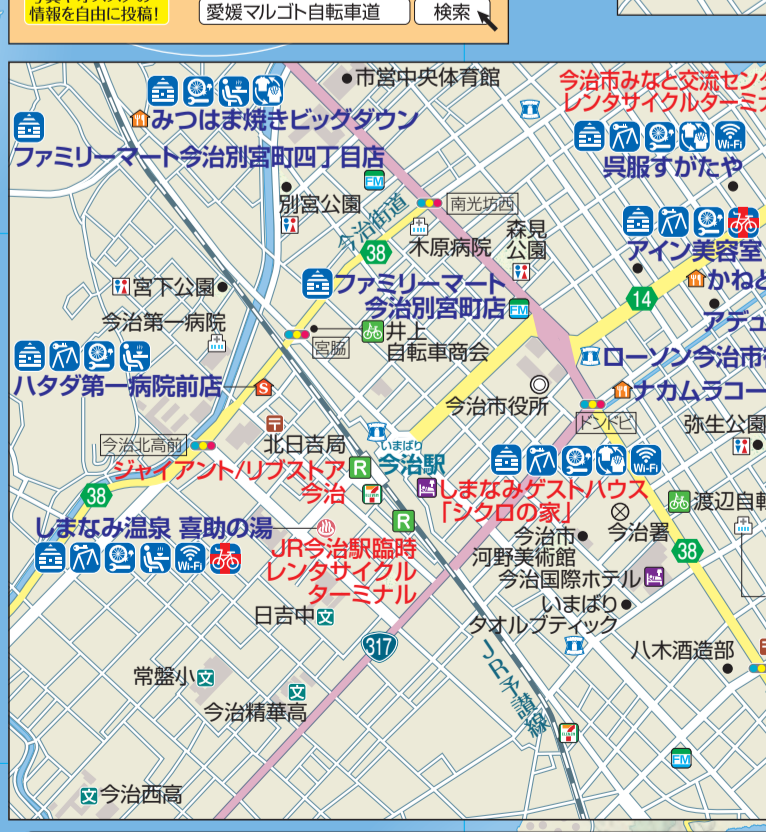 情報を自由に投稿!
愛媛マルゴト自転車道
検索
市営中央体育館
今治市みなと交流センタ
レンタサイクルターミナ
みつはま焼きビッグダウン
ファミリーマート今治別宮町四丁目店
Wi-Fi
呉服すがたや
FM
別宮公園
今治街道
南光坊西
38
木原病院
森見
公園
アイン美容室
ファミリーマート
今治別宮町店
FM
かねと
14
宮下公園
今治第一病院
アデュ
宮脇
井上
自転車商会
ローソン今治市
ハタダ第一病院前店
S
今治市役所
ナカムラコー
ドンドビ
弥生公園
今治北高前
北日吉局
いまばり
今治駅
ジャイアント/リブストア
今治
R
Wi-Fi
しまなみゲストハウス
「シクロの家」
38
R
渡辺自転
しまなみ温泉 喜助の湯
Wi-Fi
JR今治駅臨時
レンタサイクル
ターミナル
今治市
河野美術館
今治署
38
今治国際ホテル
いまばり
タオルブティック
日吉中
文
317
JR予讃線
八木酒造部
常盤小
文
文
今治精華高
FM
文
今治西高